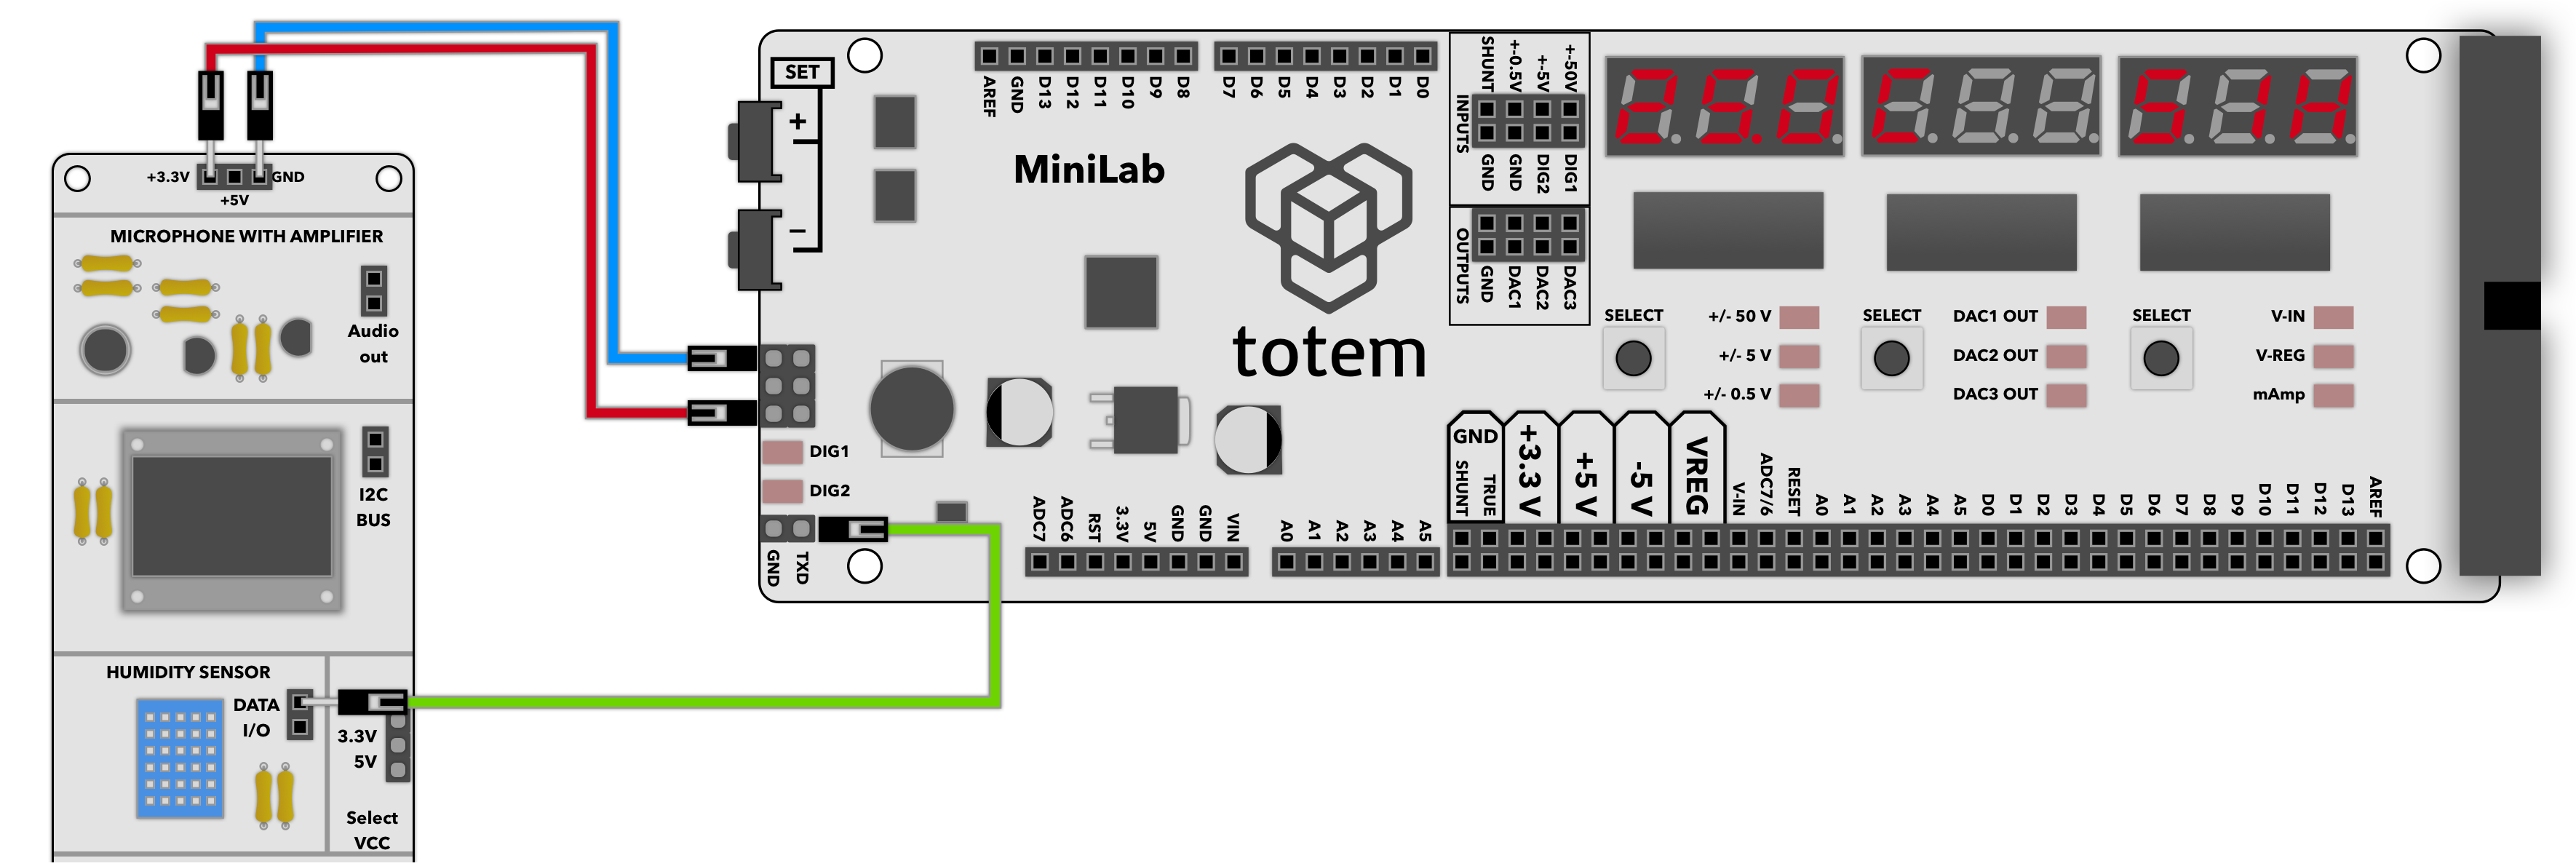 +3.3V
GND
+5V
MICROPHONE WITH AMPLIFIER
Audio
out
I2C
BUS
HUMIDITY SENSOR
DATA
I/O
3.3V
5V
Select
VCC
SET
+
−
AREF GND D13 D12 D11 D10 D9 D8
D7 D6 D5 D4 D3 D2 D1 D0
MiniLab
totem
SHUNT +-0.5V +-5V +-50V
INPUTS
GND GND DIG2 DIG1
OUTPUTS
GND DAC1 DAC2 DAC3
25.0
C
51H
SELECT
+/- 50 V
+/- 5 V
+/- 0.5 V
SELECT
DAC1 OUT
DAC2 OUT
DAC3 OUT
SELECT
V-IN
V-REG
mAmp
DIG1
DIG2
GND TXD
ADC7 ADC6 RST 3.3V 5V GND GND VIN
A0 A1 A2 A3 A4 A5
GND
SHUNT TRUE
+3.3 V
+5 V
-5 V
VREG
V-IN ADC7/6 RESET A0 A1 A2 A3 A4 A5 D0 D1 D2 D3 D4 D5 D6 D7 D8 D9 D10 D11 D12 D13 AREF